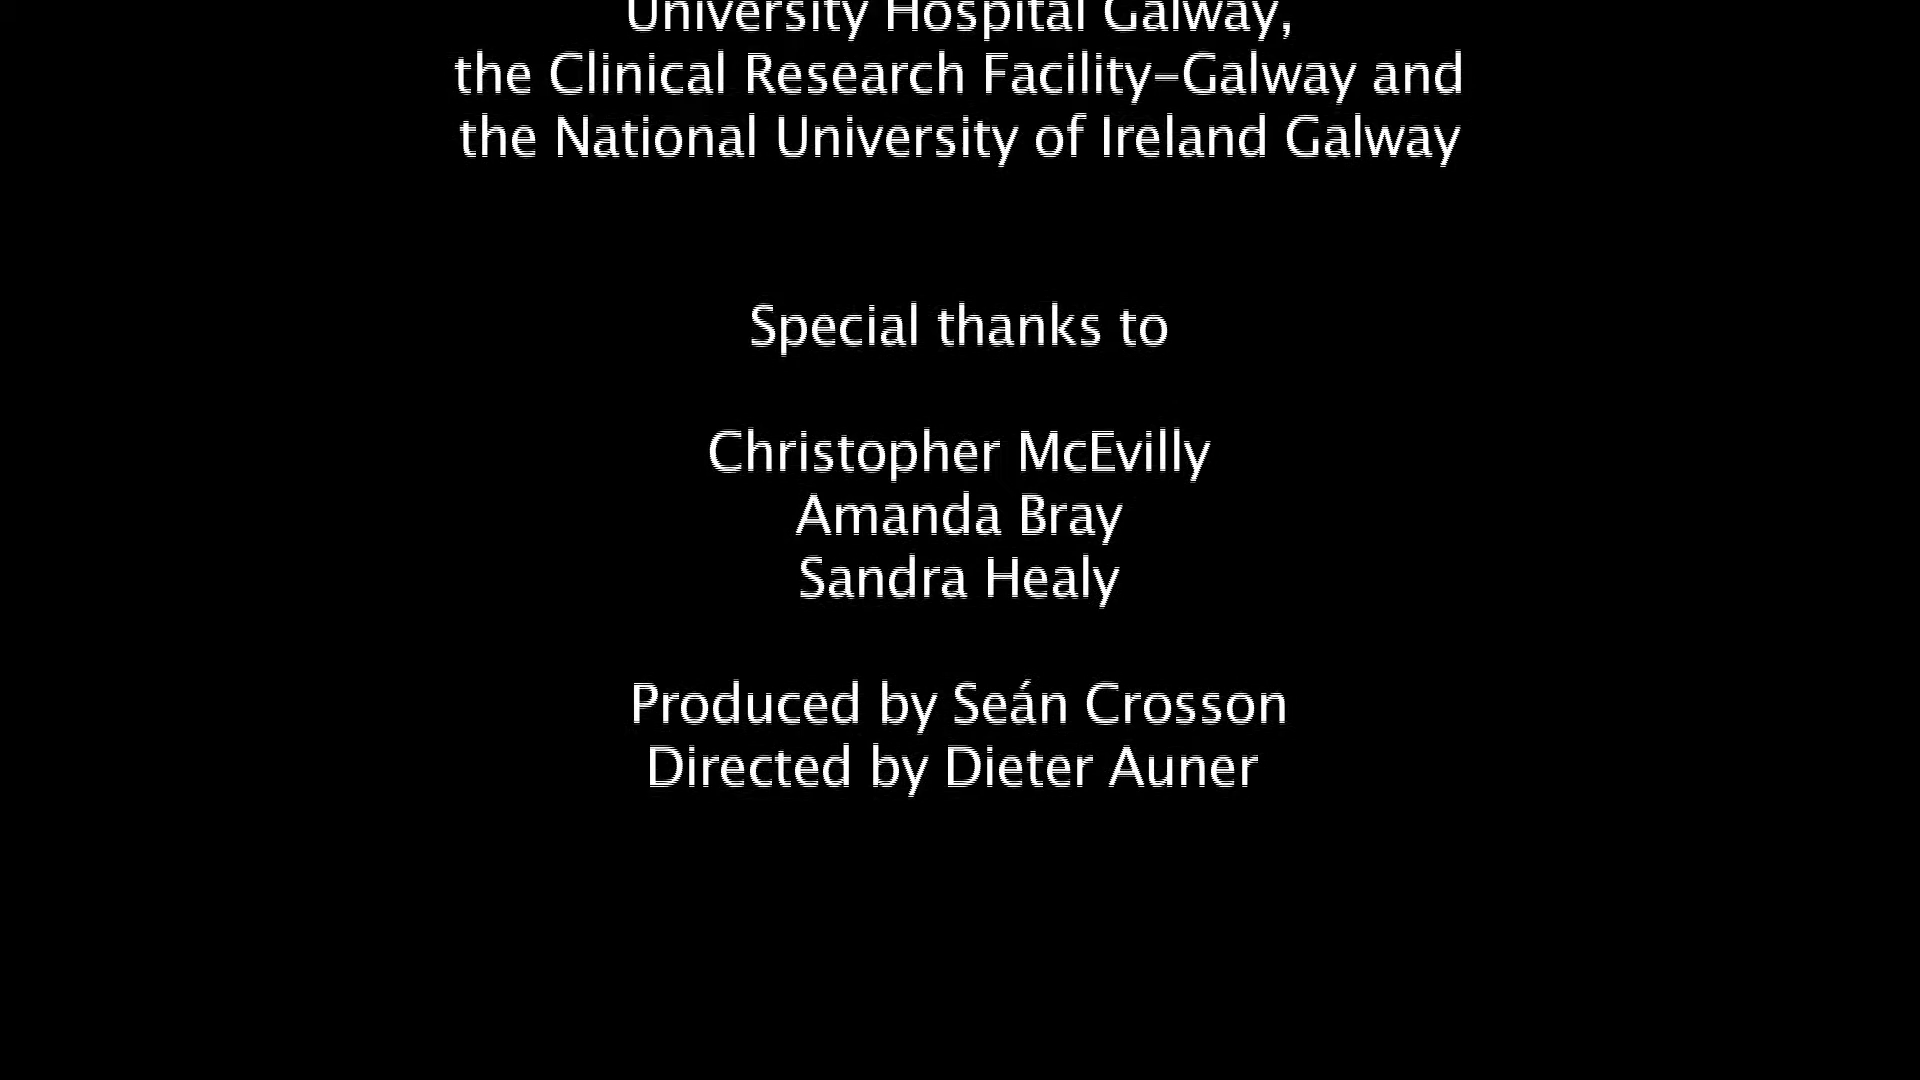 University Hospital Galway,
the Clinical Research Facility-Galway and
the National University of Ireland Galway
Special thanks to
Christopher McEvilly
Amanda Bray
Sandra Healy
Produced by Seán Crosson
Directed by Dieter Auner